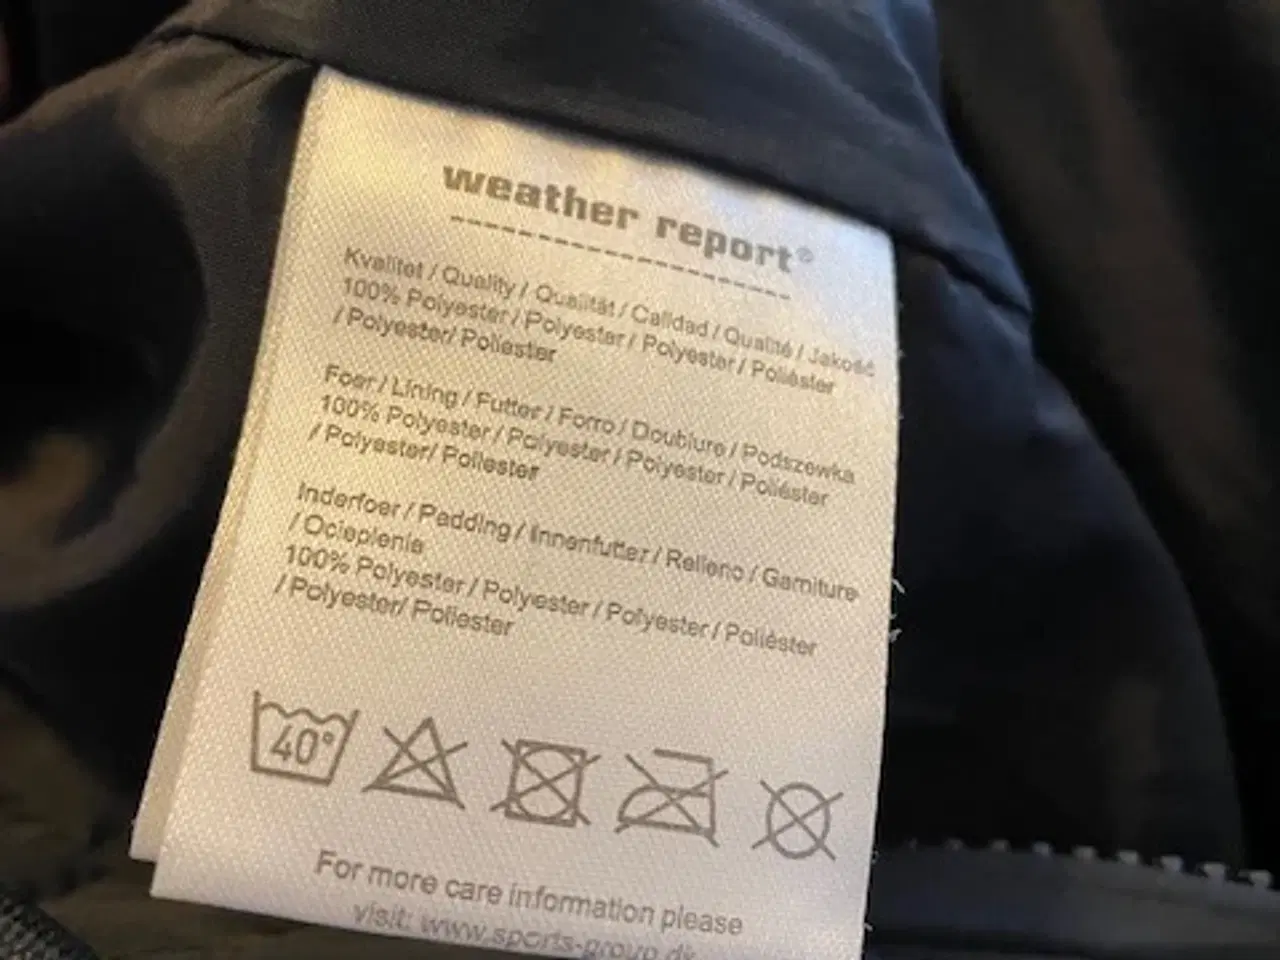 weather report®
Kvalitet / Quality / Qualität / Calidad / Qualité / Jakość
100% Polyester / Polyester / Polyester / Poliéster
/ Polyester/ Poliester
Foer / Lining / Futter / Forro / Doublure / Podszewka
100% Polyester / Polyester / Polyester / Poliéster
/ Polyester/ Poliester
Inderfoer / Padding / Innenfutter / Relleno / Garniture
/ Ocieplenie
100% Polyester / Polyester / Polyester / Poliéster
/ Polyester/ Poliester
40°
For more care information please
visit: www.sports-group.dk